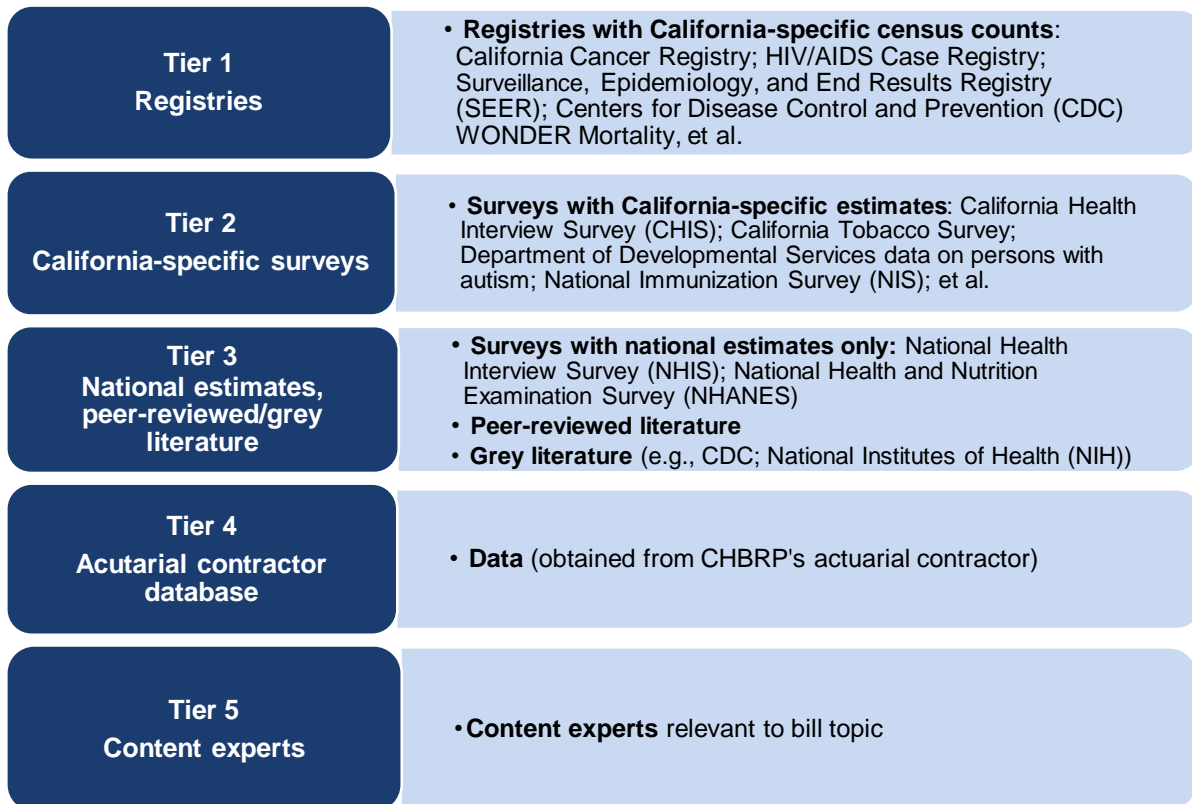 Tier 1
Registries
• Registries with California-specific census counts:
California Cancer Registry; HIV/AIDS Case Registry;
Surveillance, Epidemiology, and End Results Registry
(SEER); Centers for Disease Control and Prevention (CDC)
WONDER Mortality, et al.
Tier 2
California-specific surveys
• Surveys with California-specific estimates: California Health
Interview Survey (CHIS); California Tobacco Survey;
Department of Developmental Services data on persons with
autism; National Immunization Survey (NIS); et al.
Tier 3
National estimates,
peer-reviewed/grey
literature
• Surveys with national estimates only: National Health
Interview Survey (NHIS); National Health and Nutrition
Examination Survey (NHANES)
• Peer-reviewed literature
• Grey literature (e.g., CDC; National Institutes of Health (NIH))
Tier 4
Acutarial contractor
database
• Data (obtained from CHBRP's actuarial contractor)
Tier 5
Content experts
• Content experts relevant to bill topic